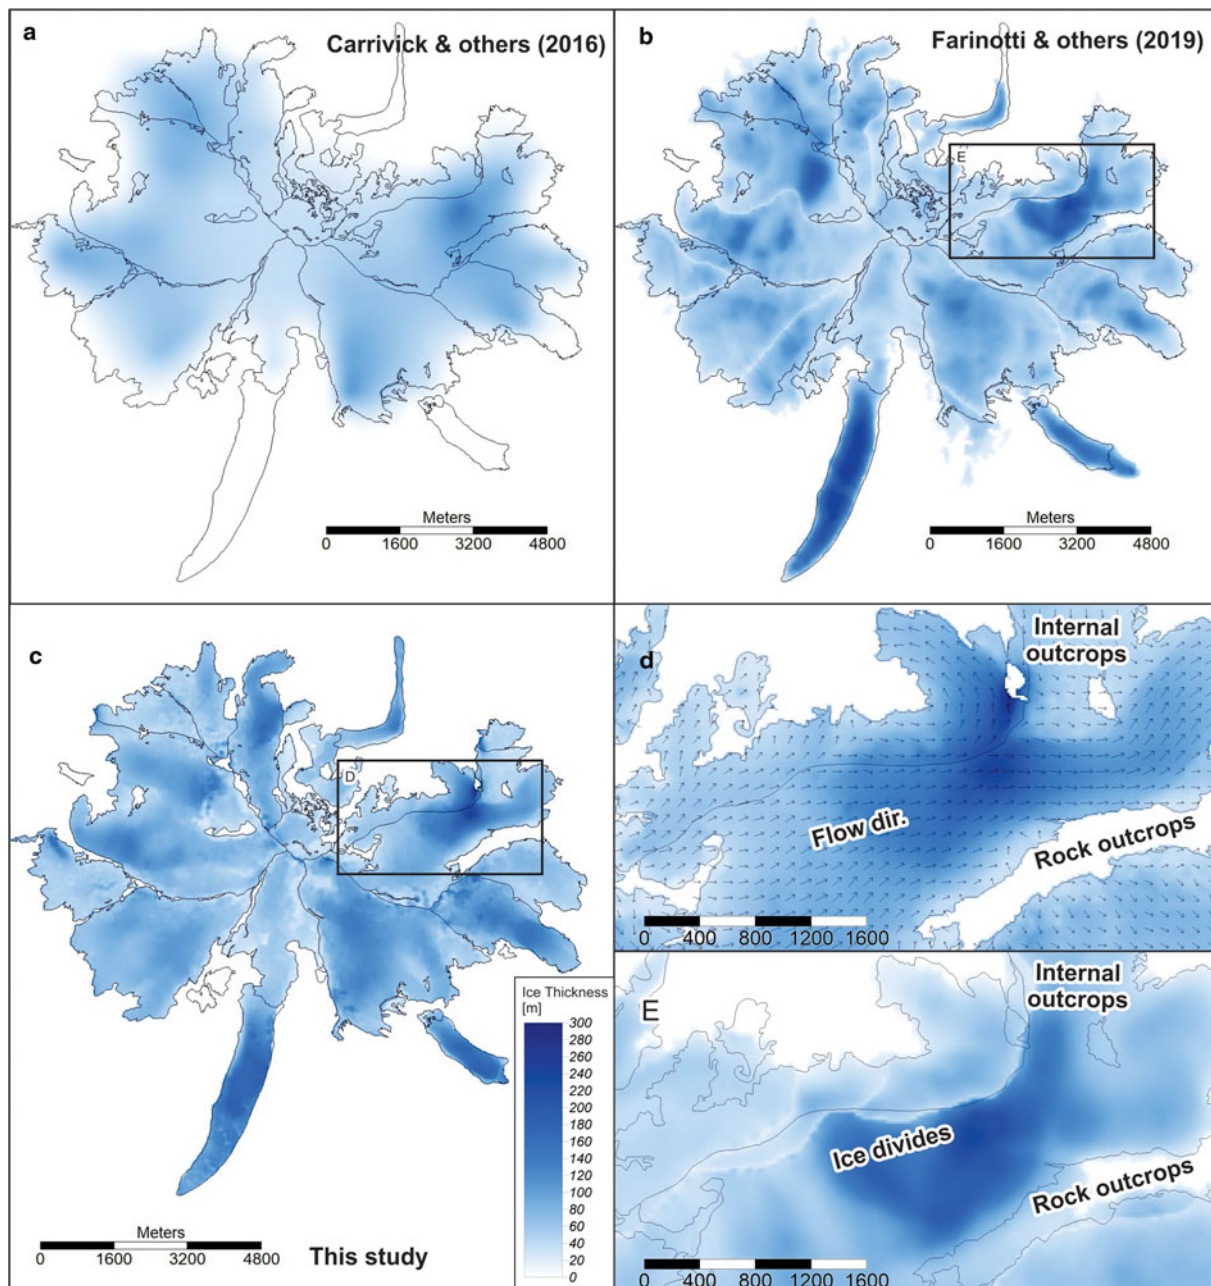 a
Carrivick & others (2016)
Meters
0 1600 3200 4800
b
Farinotti & others (2019)
E
Meters
0 1600 3200 4800
c
D
Meters
0 1600 3200 4800
This study
Ice Thickness
[m]
300
280
260
240
220
200
180
160
140
120
100
80
60
40
20
0
d
Internal
outcrops
Flow dir.
Rock outcrops
0 400 800 1200 1600
E
Internal
outcrops
Ice divides
Rock outcrops
0 400 800 1200 1600